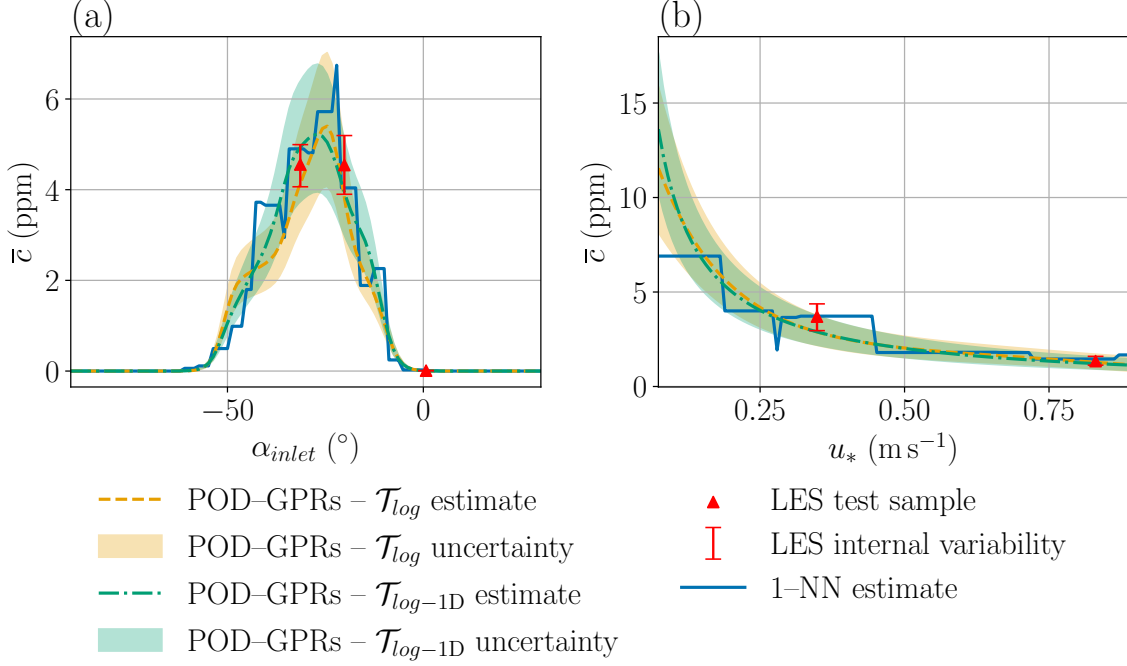 (a)
(b)
6
4
2
0
c̅ (ppm)
−50
0
α_inlet (°)
15
10
5
0
c̅ (ppm)
0.25
0.50
0.75
u_* (m s⁻¹)
POD–GPRs – 𝒯_log estimate
POD–GPRs – 𝒯_log uncertainty
POD–GPRs – 𝒯_log−1D estimate
POD–GPRs – 𝒯_log−1D uncertainty
LES test sample
LES internal variability
1–NN estimate